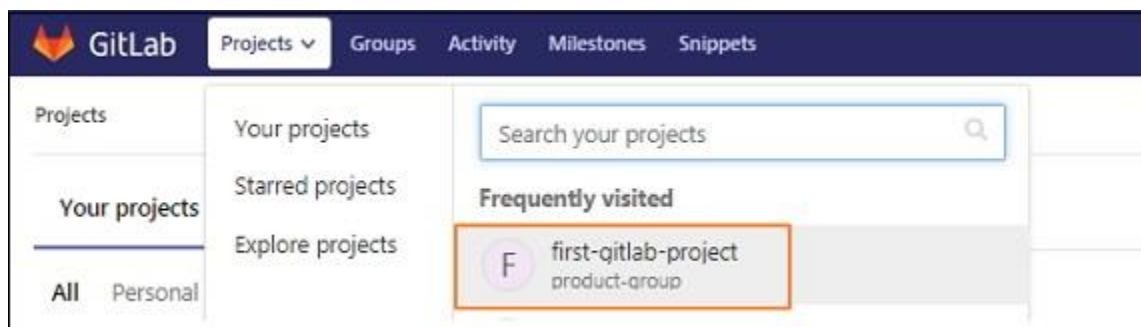 GitLab Projects Groups Activity Milestones Snippets
Projects
Your projects
Starred projects
Explore projects
Search your projects
Frequently visited
F
first-gitlab-project
product-group
Your projects
All Personal